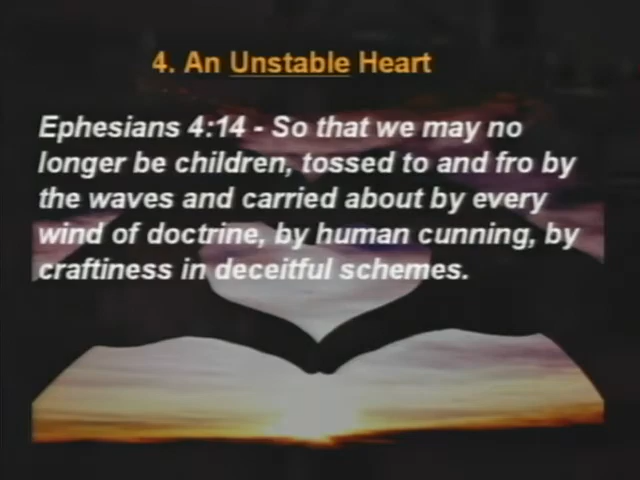 4. An Unstable Heart
Ephesians 4:14 - So that we may no
longer be children, tossed to and fro by
the waves and carried about by every
wind of doctrine, by human cunning, by
craftiness in deceitful schemes.